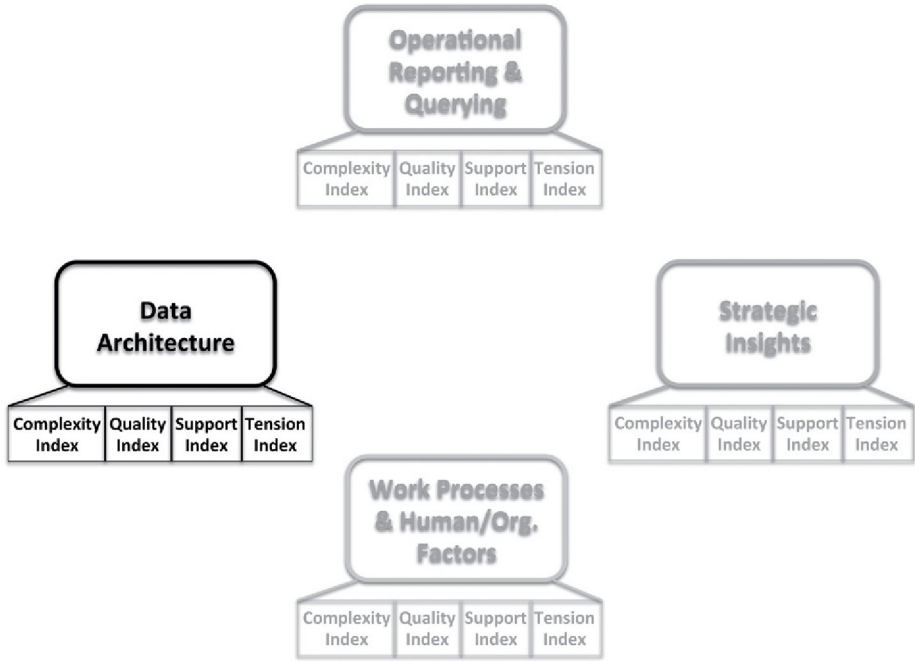 Operational
Reporting &
Querying
Complexity Index
Quality Index
Support Index
Tension Index
Data
Architecture
Complexity Index
Quality Index
Support Index
Tension Index
Strategic
Insights
Complexity Index
Quality Index
Support Index
Tension Index
Work Processes
& Human/Org.
Factors
Complexity Index
Quality Index
Support Index
Tension Index